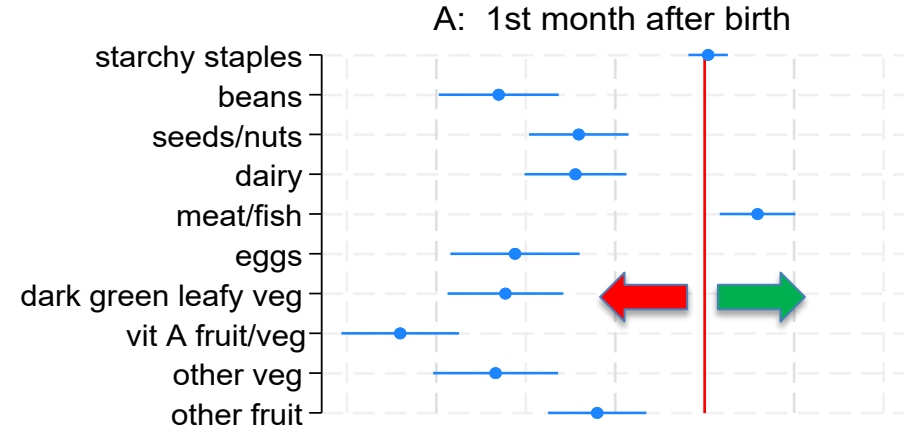 A: 1st month after birth
starchy staples
beans
seeds/nuts
dairy
meat/fish
eggs
dark green leafy veg
vit A fruit/veg
other veg
other fruit